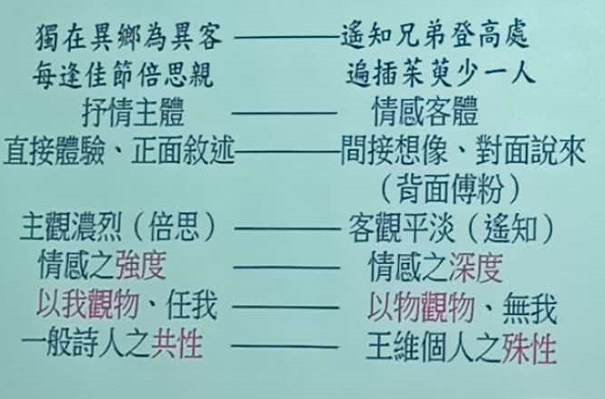 獨在異鄉為異客————遙知兄弟登高處
每逢佳節倍思親 遍插茱萸少一人
抒情主體————情感客體
直接體驗、正面敘述————間接想像、對面說來
（背面傅粉）
主觀濃烈（倍思）————客觀平淡（遙知）
情感之強度————情感之深度
以我觀物、任我————以物觀物、無我
一般詩人之共性————王維個人之殊性